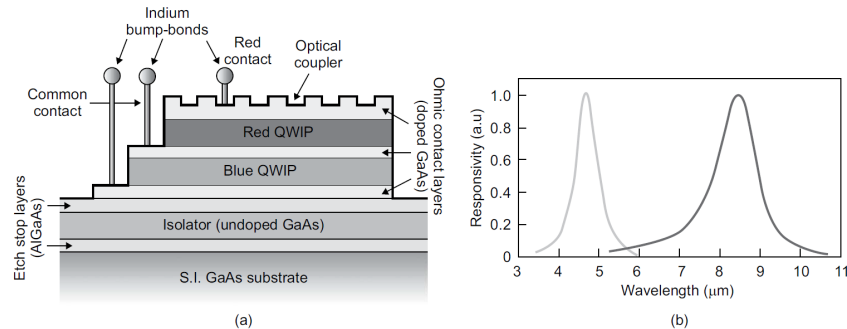 Indium
bump-bonds
Red
contact
Optical
coupler
Common
contact
Ohmic contact layers
(doped GaAs)
Red QWIP
Blue QWIP
Etch stop layers
(AlGaAs)
Isolator (undoped GaAs)
S.I. GaAs substrate
(a)
Responsivity (a.u)
1.0
0.8
0.6
0.4
0.2
0
3 4 5 6 7 8 9 10 11
Wavelength (μm)
(b)